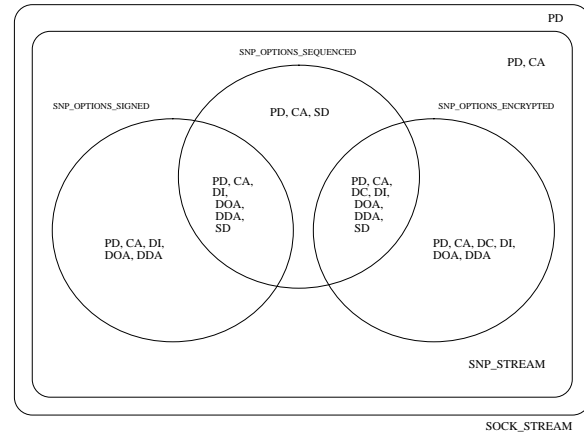 PD
PD, CA
SNP_OPTIONS_SEQUENCED
SNP_OPTIONS_SIGNED
SNP_OPTIONS_ENCRYPTED
PD, CA, SD
PD, CA,
DI,
DOA,
DDA,
SD
PD, CA,
DC, DI,
DOA,
DDA,
SD
PD, CA, DI,
DOA, DDA
PD, CA, DC, DI,
DOA, DDA
SNP_STREAM
SOCK_STREAM